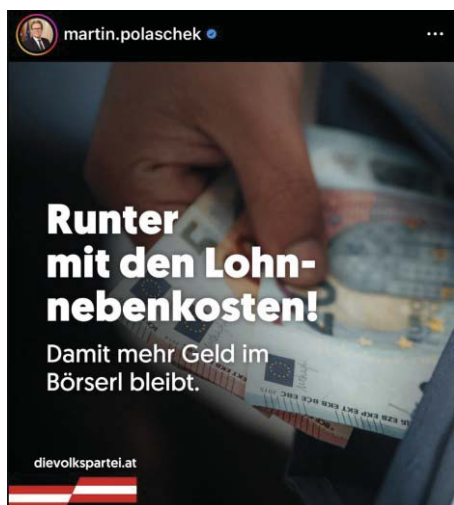 martin.polaschek
Runter
mit den Lohn-
nebenkosten!
Damit mehr Geld im
Börserl bleibt.
dievolkspartei.at